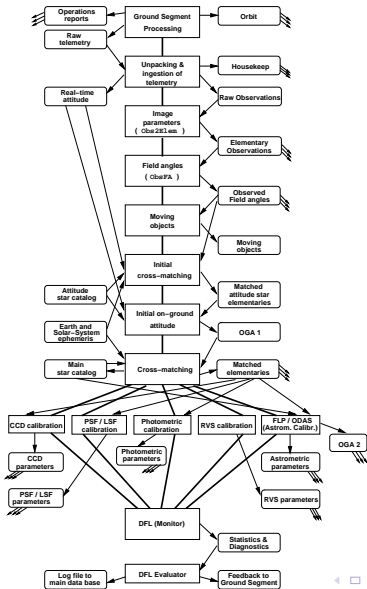 Operations
reports
Ground Segment
Processing
Orbit
Raw
telemetry
Unpacking &
ingestion of
telemetry
Housekeep
Real-time
attitude
Raw Observations
Image
parameters
( Obs2Elem )
Elementary
Observations
Field angles
( ObsFA )
Observed
Field angles
Moving
objects
Moving
objects
Initial
cross-matching
Attitude
star catalog
Matched
attitude star
elementaries
Initial on-ground
attitude
Earth and
Solar-System
ephemeris
OGA 1
Main
star catalog
Cross-matching
Matched
elementaries
CCD calibration
PSF / LSF
calibration
Photometric
calibration
RVS calibration
FLP / ODAS
(Astrom. Calibr.)
OGA 2
CCD
parameters
Photometric
parameters
Astrometric
parameters
PSF / LSF
parameters
RVS parameters
DFL (Monitor)
Statistics &
Diagnostics
Log file to
main data base
DFL Evaluator
Feedback to
Ground Segment